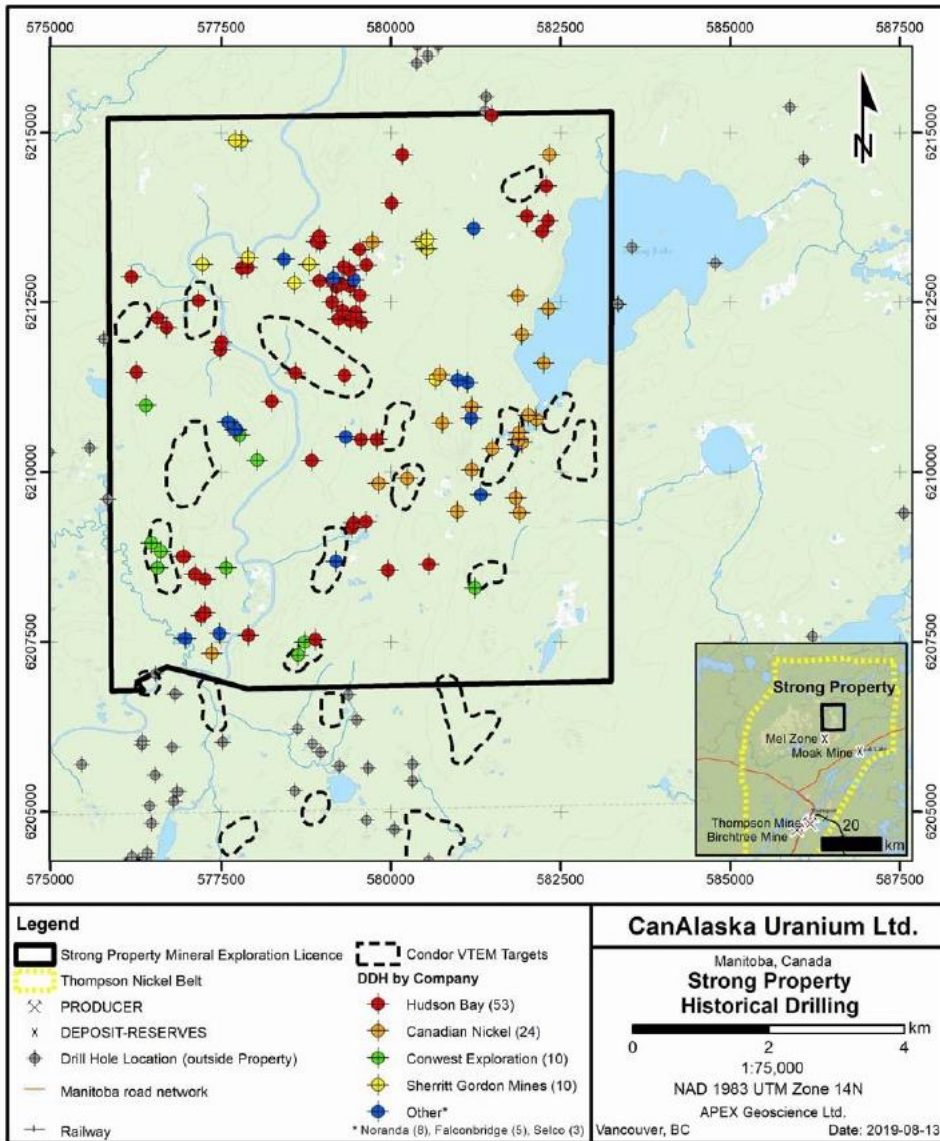 575000 577500 580000 582500 585000 587500
6215000 6215000
6212500 6212500
6210000 6210000
6207500 6207500
6205000 6205000
N
Strong Property
Mel Zone
Moak Mine
Thompson Mine
Birchtree Mine
20
km
575000 577500 580000 582500 585000 587500
Legend
Strong Property Mineral Exploration Licence
Thompson Nickel Belt
PRODUCER
DEPOSIT-RESERVES
Drill Hole Location (outside Property)
Manitoba road network
Railway
Condor VTEM Targets
DDH by Company
Hudson Bay (53)
Canadian Nickel (24)
Conwest Exploration (10)
Sherritt Gordon Mines (10)
Other*
* Noranda (8), Falconbridge (5), Selco (3)
CanAlaska Uranium Ltd.
Manitoba, Canada
Strong Property
Historical Drilling
km
0 2 4
1:75,000
NAD 1983 UTM Zone 14N
APEX Geoscience Ltd.
Vancouver, BC Date: 2019-08-13